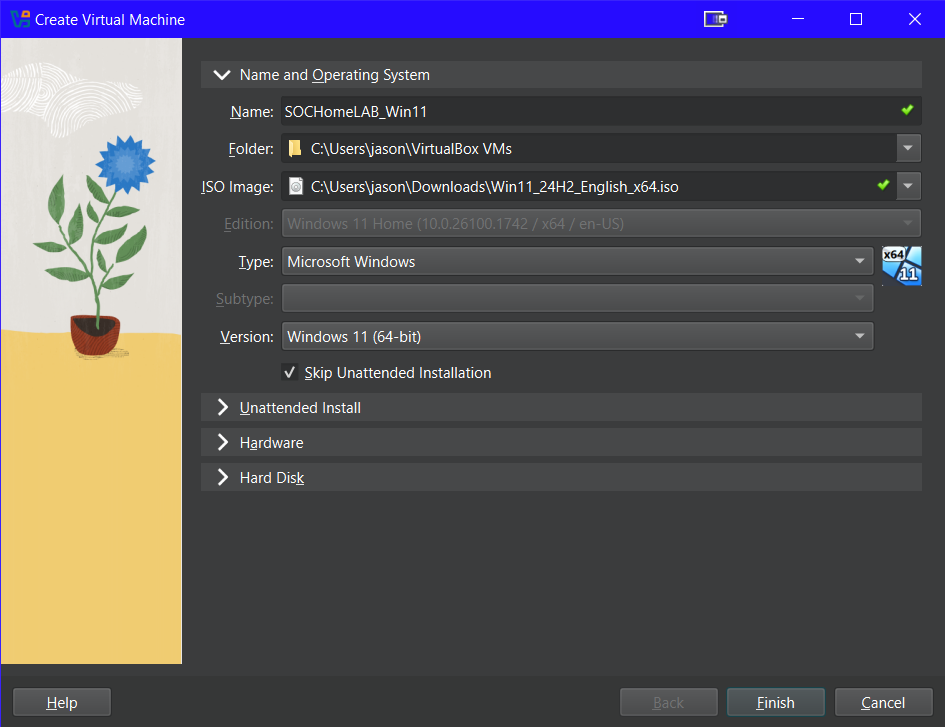 Create Virtual Machine
Name and Operating System
Name: SOCHomeLAB_Win11
Folder: C:\Users\jason\VirtualBox VMs
ISO Image: C:\Users\jason\Downloads\Win11_24H2_English_x64.iso
Edition: Windows 11 Home (10.0.26100.1742 / x64 / en-US)
Type: Microsoft Windows
x64
11
Subtype:
Version: Windows 11 (64-bit)
Skip Unattended Installation
Unattended Install
Hardware
Hard Disk
Help Back Finish Cancel